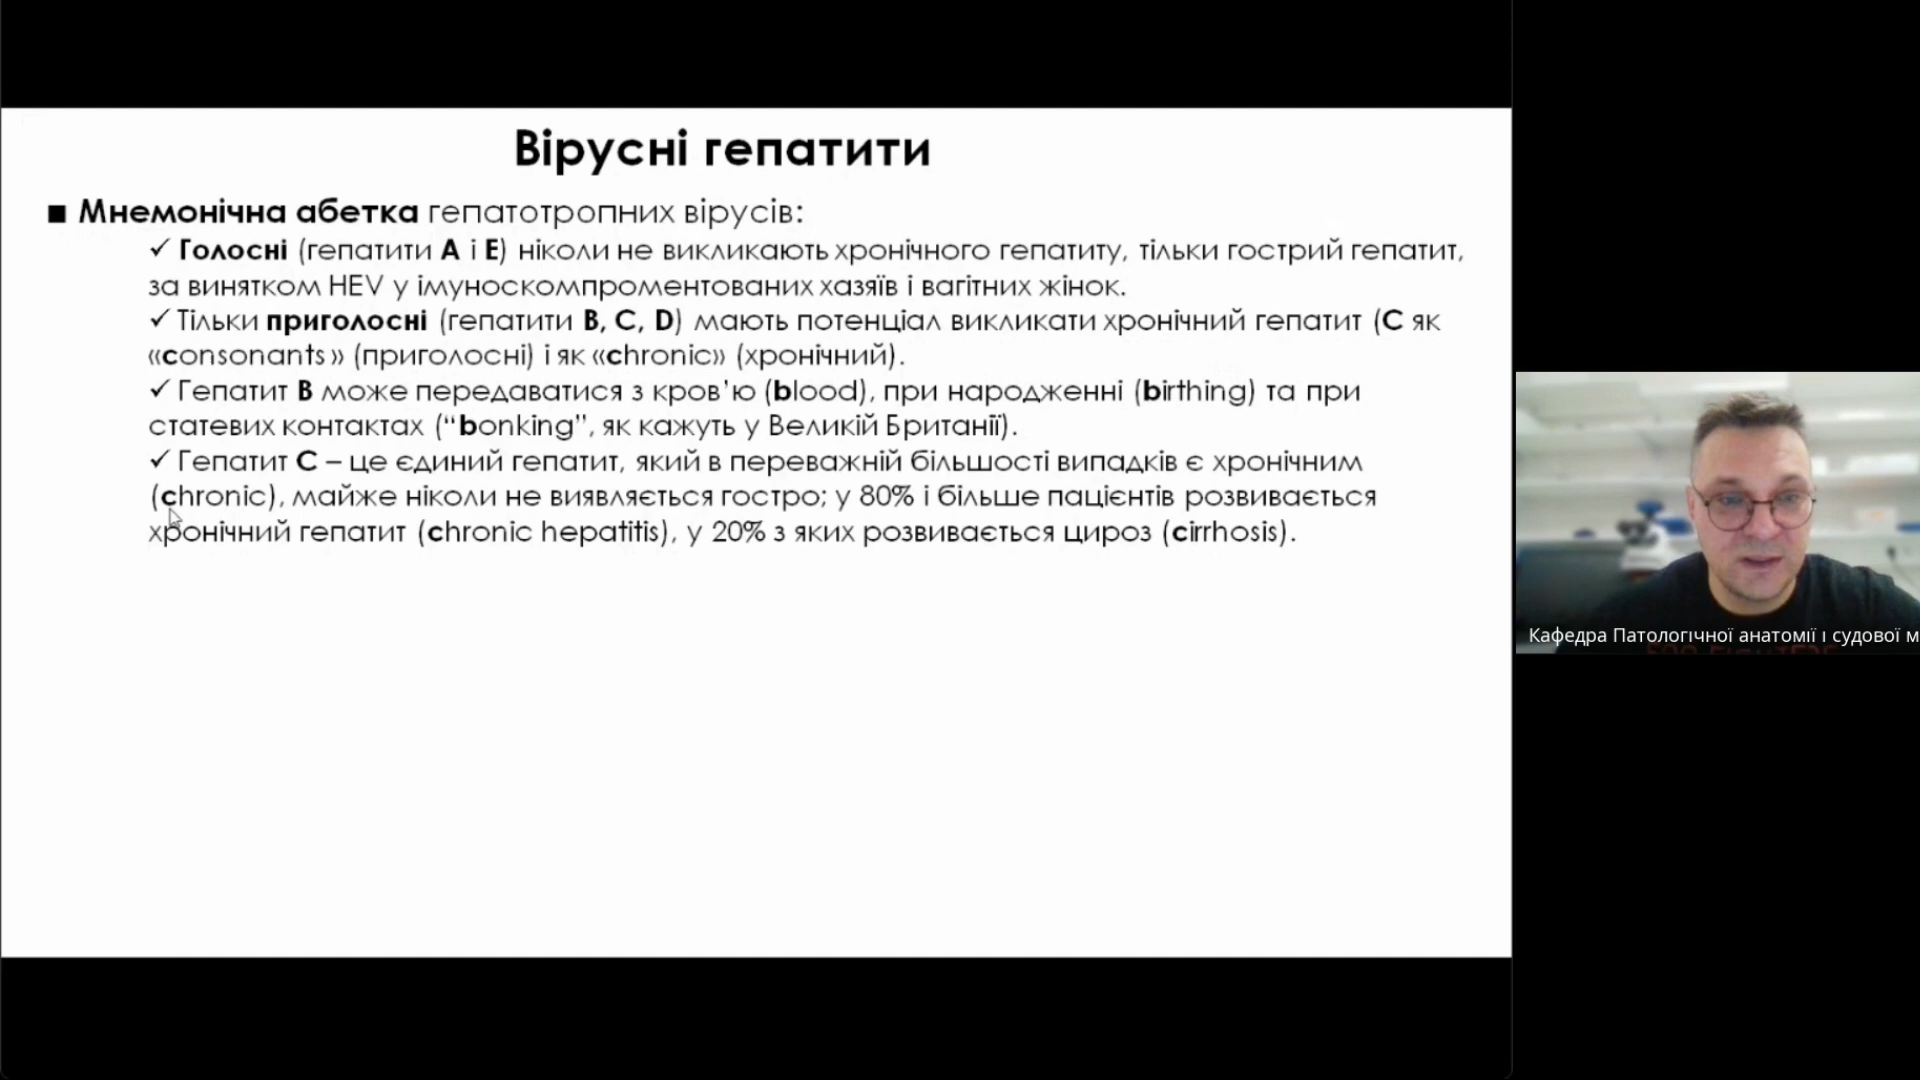 Вірусні гепатити
▪ Мнемонічна абетка гепатотропних вірусів:
✓ Голосні (гепатити A і E) ніколи не викликають хронічного гепатиту, тільки гострий гепатит,
за винятком HEV у імуноскомпроментованих хазяїв і вагітних жінок.
✓ Тільки приголосні (гепатити B, C, D) мають потенціал викликати хронічний гепатит (C як
«consonants» (приголосні) і як «chronic» (хронічний).
✓ Гепатит B може передаватися з кров’ю (blood), при народженні (birthing) та при
статевих контактах (“bonking”, як кажуть у Великій Британії).
✓ Гепатит C – це єдиний гепатит, який в переважній більшості випадків є хронічним
(chronic), майже ніколи не виявляється гостро; у 80% і більше пацієнтів розвивається
хронічний гепатит (chronic hepatitis), у 20% з яких розвивається цироз (cirrhosis).
Кафедра Патологічної анатомії і судової м